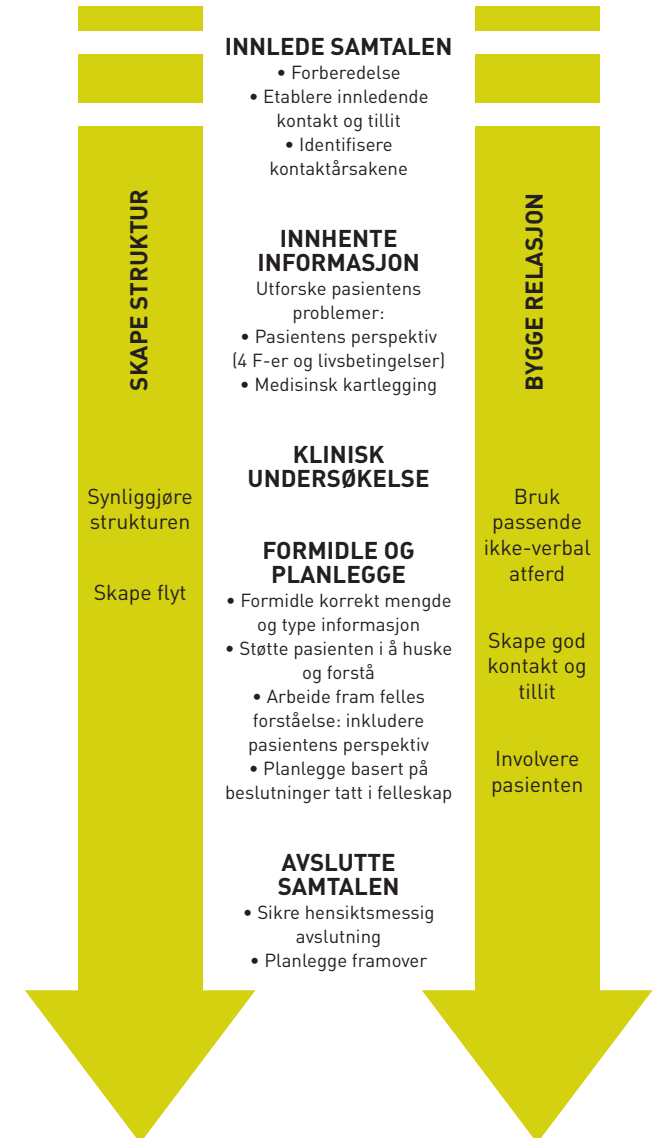 SKAPE STRUKTUR
Synliggjøre
strukturen
Skape flyt
INNLEDE SAMTALEN
• Forberedelse
• Etablere innledende
kontakt og tillit
• Identifisere
kontaktårsakene
INNHENTE
INFORMASJON
Utforske pasientens
problemer:
• Pasientens perspektiv
(4 F-er og livsbetingelser)
• Medisinsk kartlegging
KLINISK
UNDERSØKELSE
FORMIDLE OG
PLANLEGGE
• Formidle korrekt mengde
og type informasjon
• Støtte pasienten i å huske
og forstå
• Arbeide fram felles
forståelse: inkludere
pasientens perspektiv
• Planlegge basert på
beslutninger tatt i felleskap
AVSLUTTE
SAMTALEN
• Sikre hensiktsmessig
avslutning
• Planlegge framover
BYGGE RELASJON
Bruk
passende
ikke-verbal
atferd
Skape god
kontakt og
tillit
Involvere
pasienten